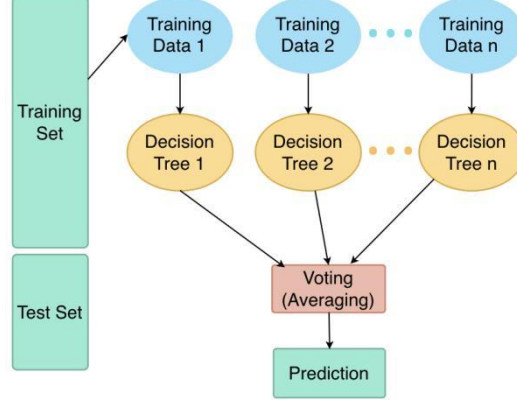 Training
Data 1
Training
Data 2
Training
Data n
Training
Set
Decision
Tree 1
Decision
Tree 2
Decision
Tree n
Voting
(Averaging)
Test Set
Prediction